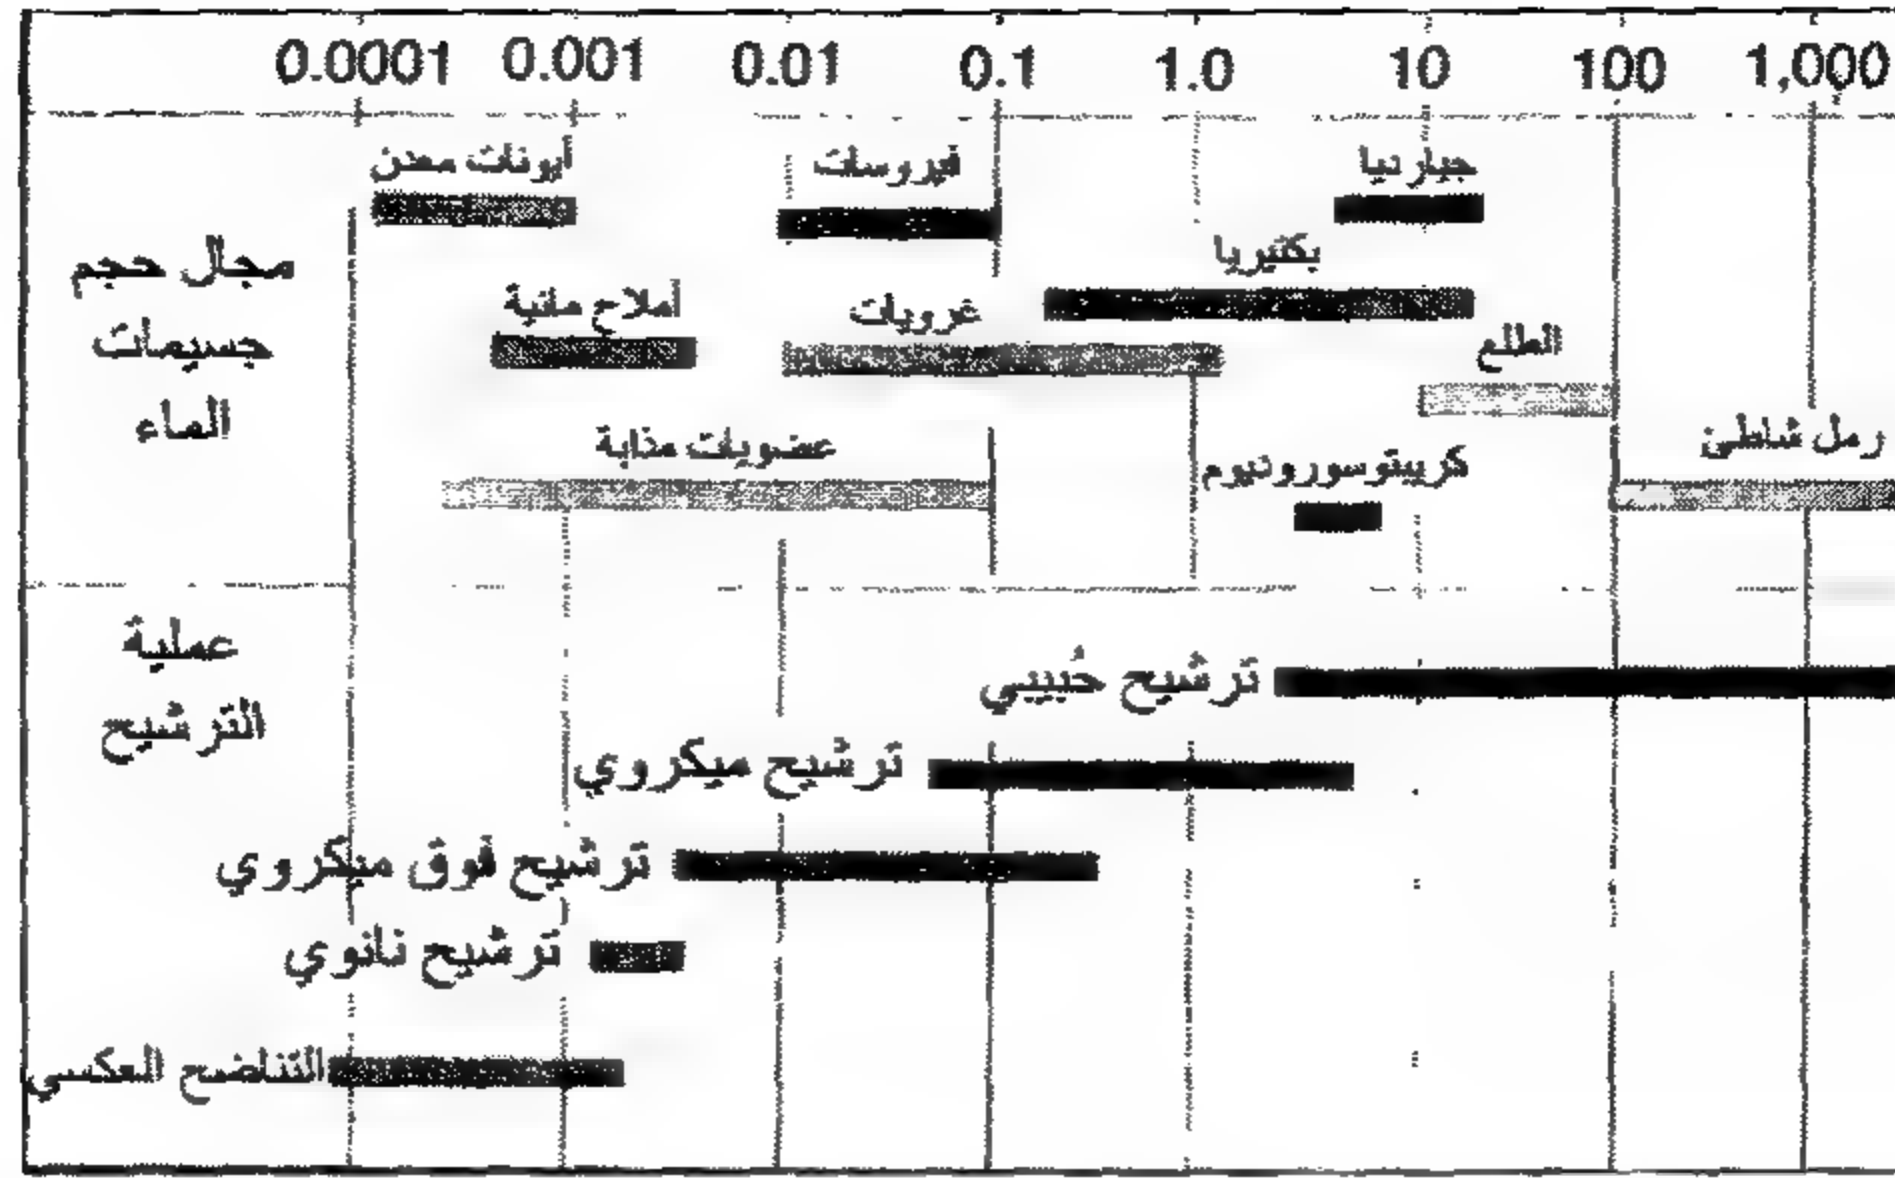 0.0001 0.001 0.01 0.1 1.0 10 100 1,000
أيونات معدن
فيروسات
جيارديا
بكتيريا
مجال حجم
جسيمات
الماء
أملاح مائية
غرويات
الطلع
عضويات مذابة
كريبتوسورونيوم
رمل شاطئ
عملية
الترشيح
ترشيح حُبيبي
ترشيح ميكروي
ترشيح فوق ميكروي
ترشيح نانوي
التناضح العكسي